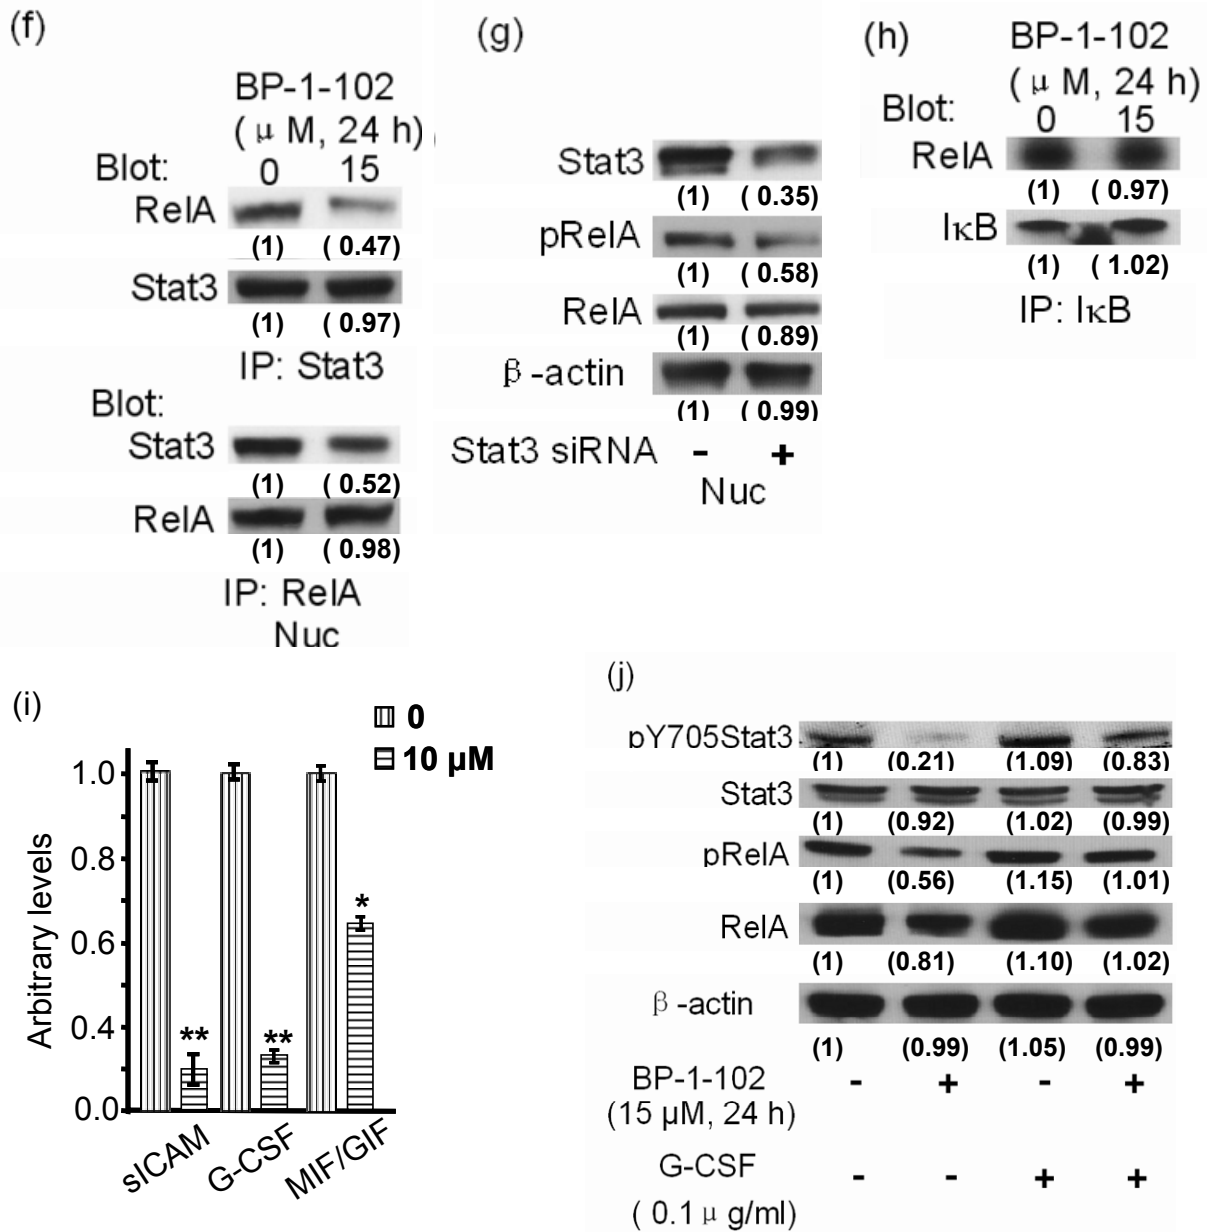 (f)
BP-1-102
( μ M, 24 h)
Blot: 0 15
RelA
(1) ( 0.47)
Stat3
(1) ( 0.97)
IP: Stat3
Blot:
Stat3
(1) ( 0.52)
RelA
(1) ( 0.98)
IP: RelA
Nuc
(g)
Stat3
(1) ( 0.35)
pRelA
(1) ( 0.58)
RelA
(1) ( 0.89)
β -actin
(1) ( 0.99)
Stat3 siRNA - +
Nuc
(h)
BP-1-102
( μ M, 24 h)
Blot: 0 15
RelA
(1) ( 0.97)
IκB
(1) ( 1.02)
IP: IκB
(i)
0
10 μM
Arbitrary levels
1.0
0.8
0.6
0.4
0.0
** ** *
sICAM G-CSF MIF/GIF
(j)
pY705Stat3
(1) (0.21) (1.09) (0.83)
Stat3
(1) (0.92) (1.02) (0.99)
pRelA
(1) (0.56) (1.15) (1.01)
RelA
(1) (0.81) (1.10) (1.02)
β -actin
(1) (0.99) (1.05) (0.99)
BP-1-102 - + - +
(15 μM, 24 h)
G-CSF - - + +
( 0.1 μ g/ml)